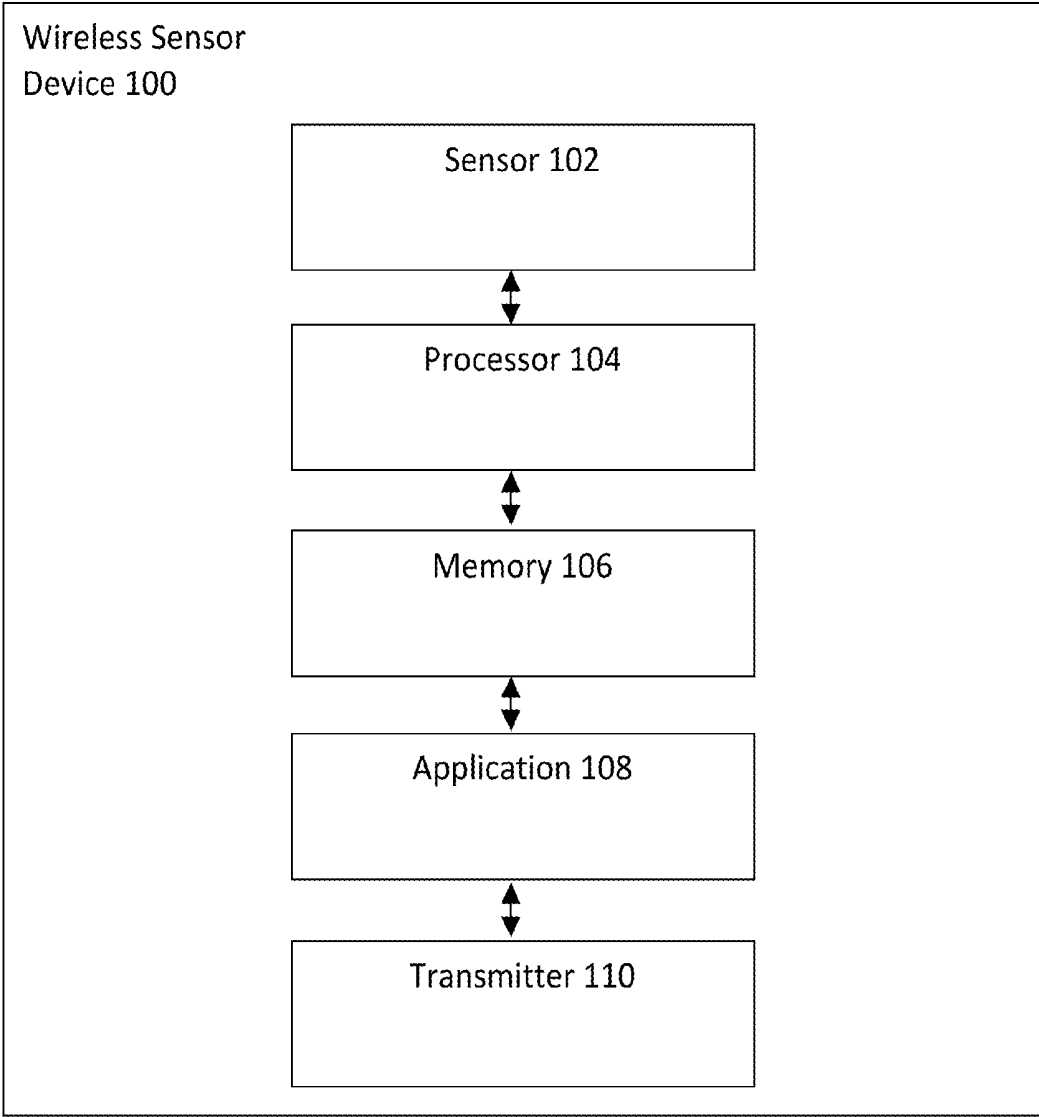 Wireless Sensor
Device 100
Sensor 102
Processor 104
Memory 106
Application 108
Transmitter 110